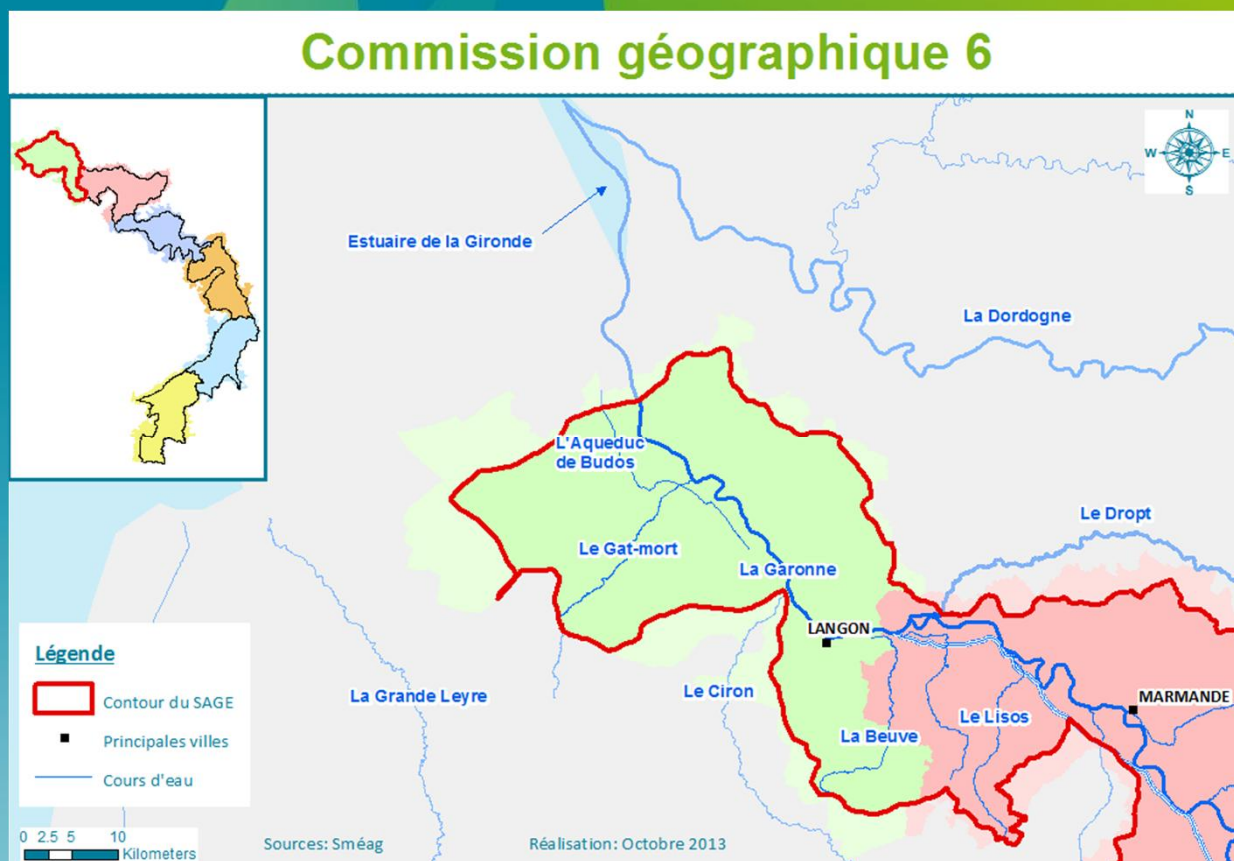 Commission géographique 6
N
W
E
S
Estuaire de la Gironde
La Dordogne
L'Aqueduc
de Budos
Le Dropt
Le Gat-mort
La Garonne
LANGON
La Grande Leyre
Le Ciron
MARMANDE
Le Lisos
La Beuve
Légende
Contour du SAGE
Principales villes
Cours d'eau
0 2.5 5 10
Kilometers
Sources: Sméag
Réalisation: Octobre 2013